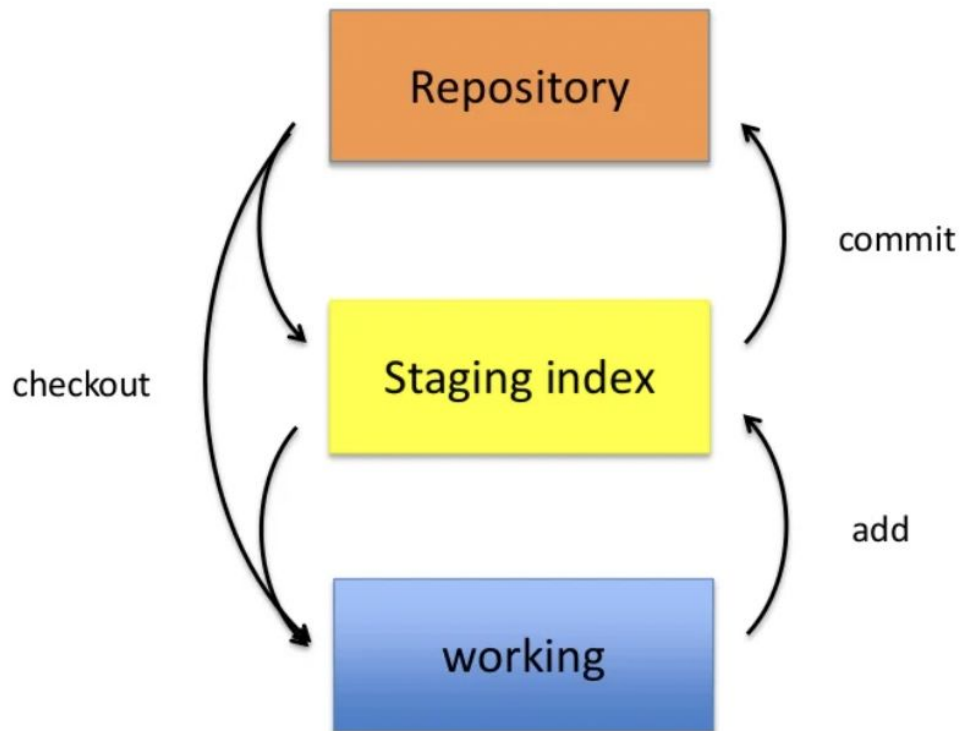 Repository
commit
Staging index
checkout
add
working